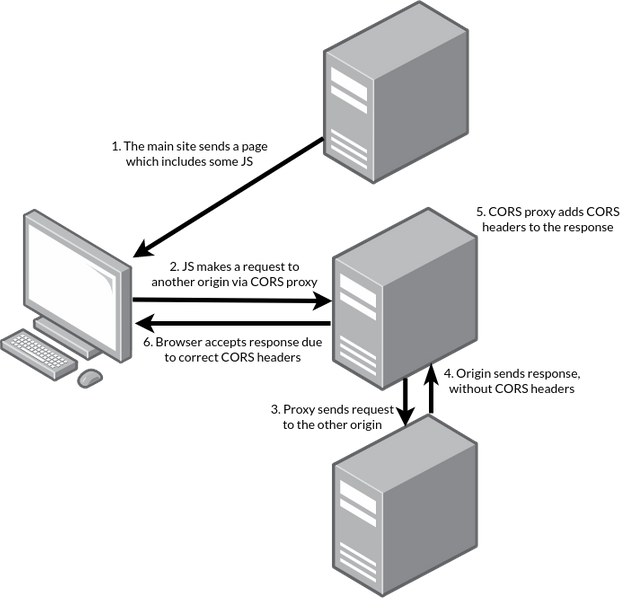 1. The main site sends a page
which includes some JS
2. JS makes a request to
another origin via CORS proxy
3. Proxy sends request
to the other origin
4. Origin sends response,
without CORS headers
5. CORS proxy adds CORS
headers to the response
6. Browser accepts response due
to correct CORS headers